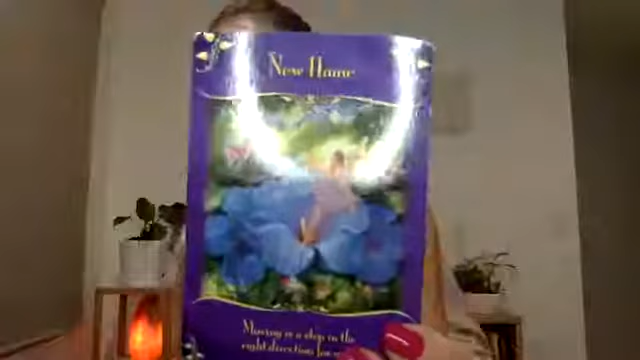 New Home
Moving is a step in the
right direction for